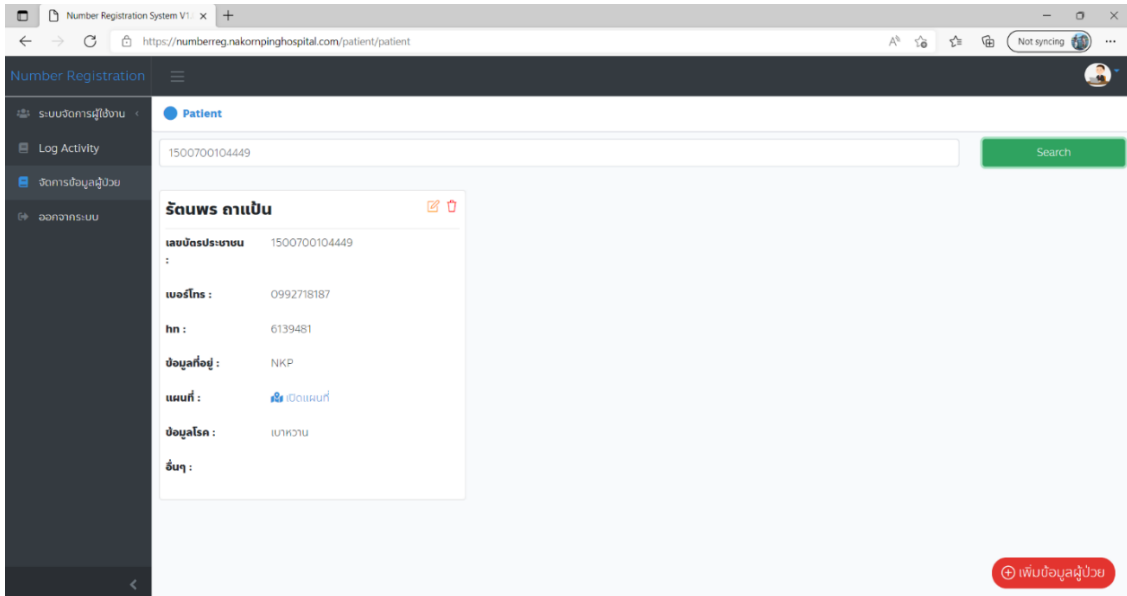 Number Registration System V1.
https://numberreg.nakornpinghospital.com/patient/patient
Not syncing
Number Registration
ระบบจัดการผู้ใช้งาน
Patient
Log Activity
1500700104449
Search
จัดการข้อมูลผู้ป่วย
รัตนพร ถาแป้น
ออกจากระบบ
เลขบัตรประชาชน 1500700104449
:
เบอร์โทร : 0992718187
hn : 6139481
ข้อมูลที่อยู่ : NKP
แผนที่ : เปิดแผนที่
ข้อมูลโรค : เบาหวาน
อื่นๆ :
เพิ่มข้อมูลผู้ป่วย